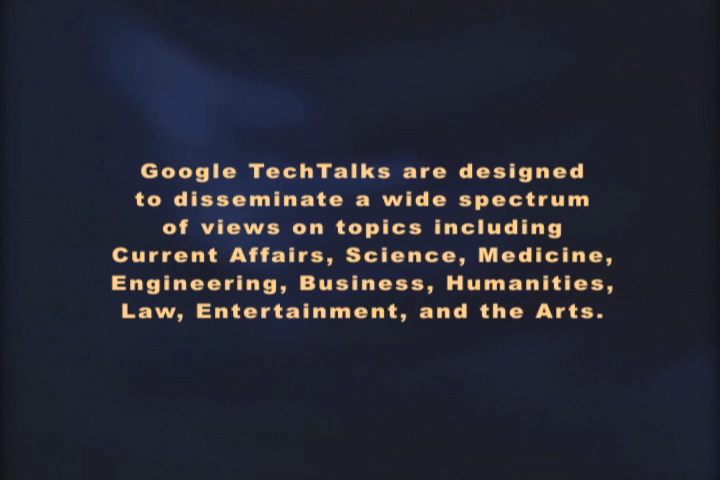 Google TechTalks are designed
to disseminate a wide spectrum
of views on topics including
Current Affairs, Science, Medicine,
Engineering, Business, Humanities,
Law, Entertainment, and the Arts.